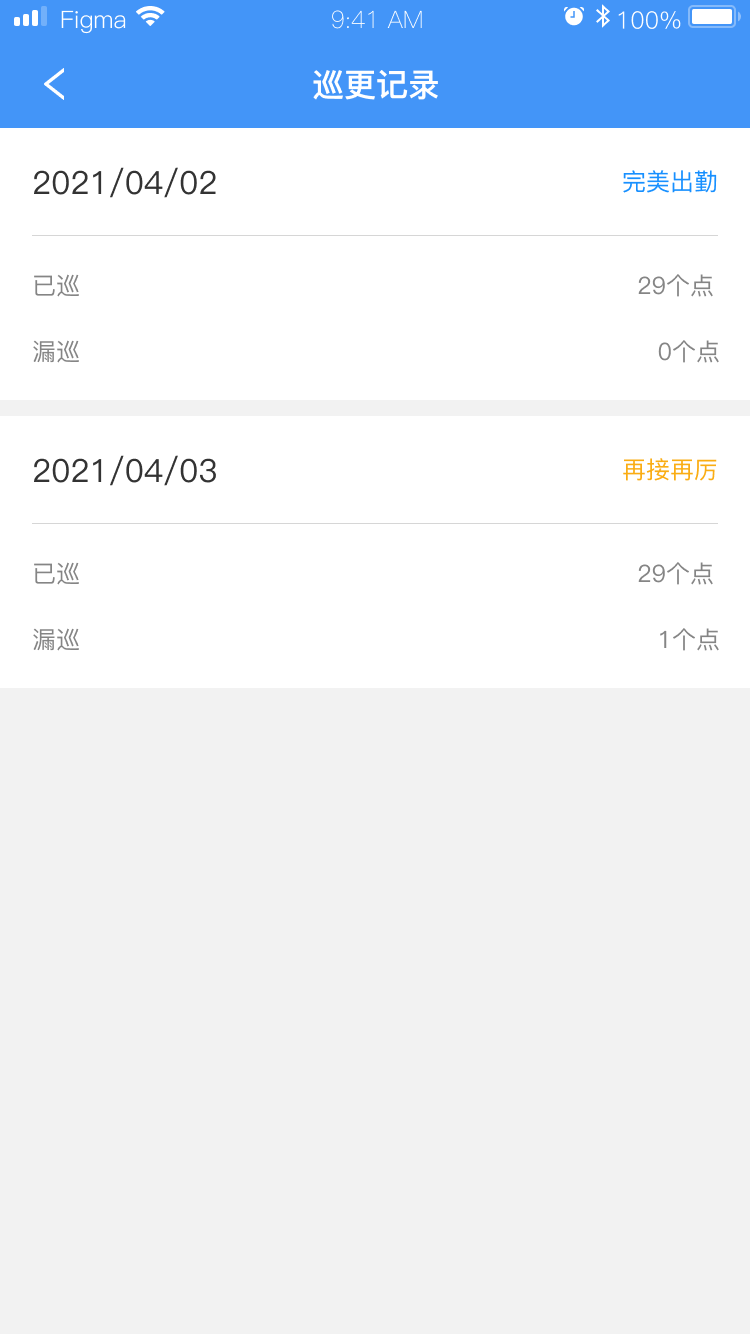 Figma 9:41 AM 100%
巡更记录
2021/04/02 完美出勤
已巡 29个点
漏巡 0个点
2021/04/03 再接再厉
已巡 29个点
漏巡 1个点